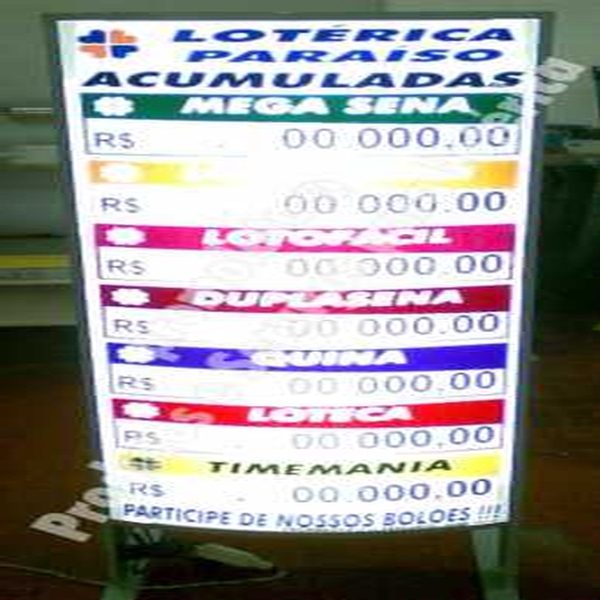 LOTÉRICA
PARAÍSO
ACUMULADAS
MEGA SENA
R$ 00 000,00
R$ 00 000,00
LOTOFÁCIL
R$ 00 000,00
DUPLASENA
R$ 00 000,00
QUINA
R$ 00 000,00
LOTECA
R$ 00 000,00
TIMEMANIA
R$ 00 000,00
PARTICIPE DE NOSSOS BOLOES !!!